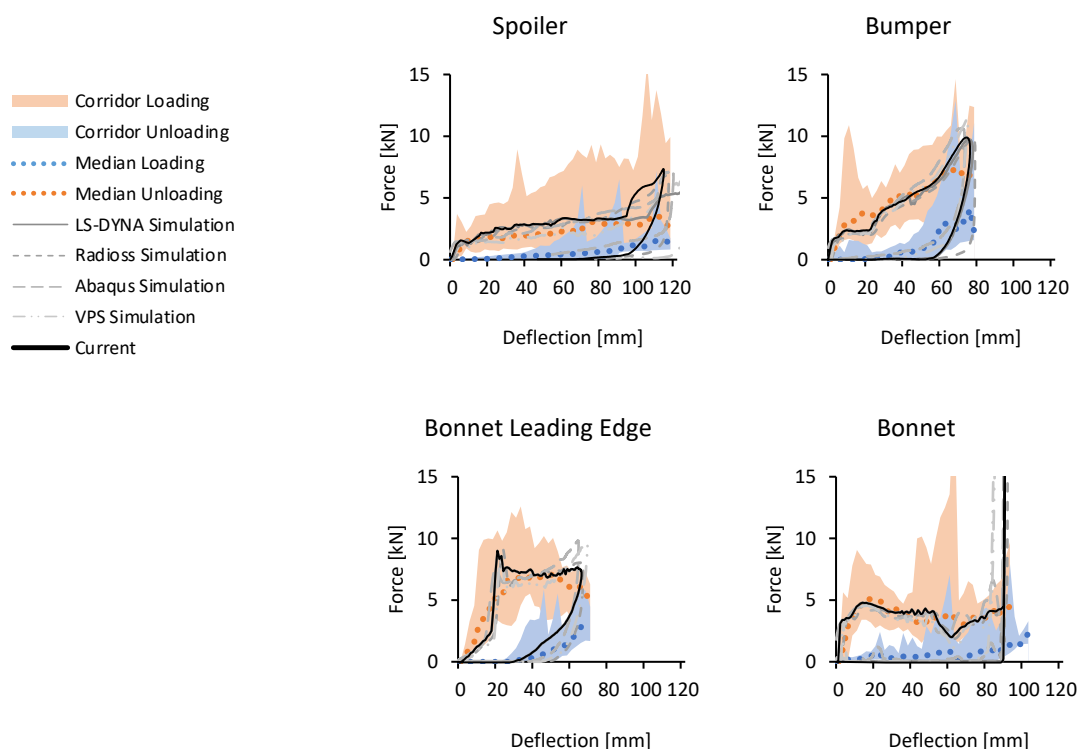 Spoiler
Bumper
Corridor Loading
Corridor Unloading
Median Loading
Median Unloading
LS-DYNA Simulation
Radioss Simulation
Abaqus Simulation
VPS Simulation
Current
Force [kN]
15
10
5
0
0 20 40 60 80 100 120
Deflection [mm]
Force [kN]
15
10
5
0
0 20 40 60 80 100 120
Deflection [mm]
Bonnet Leading Edge
Bonnet
Force [kN]
15
10
5
0
0 20 40 60 80 100 120
Deflection [mm]
Force [kN]
15
10
5
0
0 20 40 60 80 100 120
Deflection [mm]